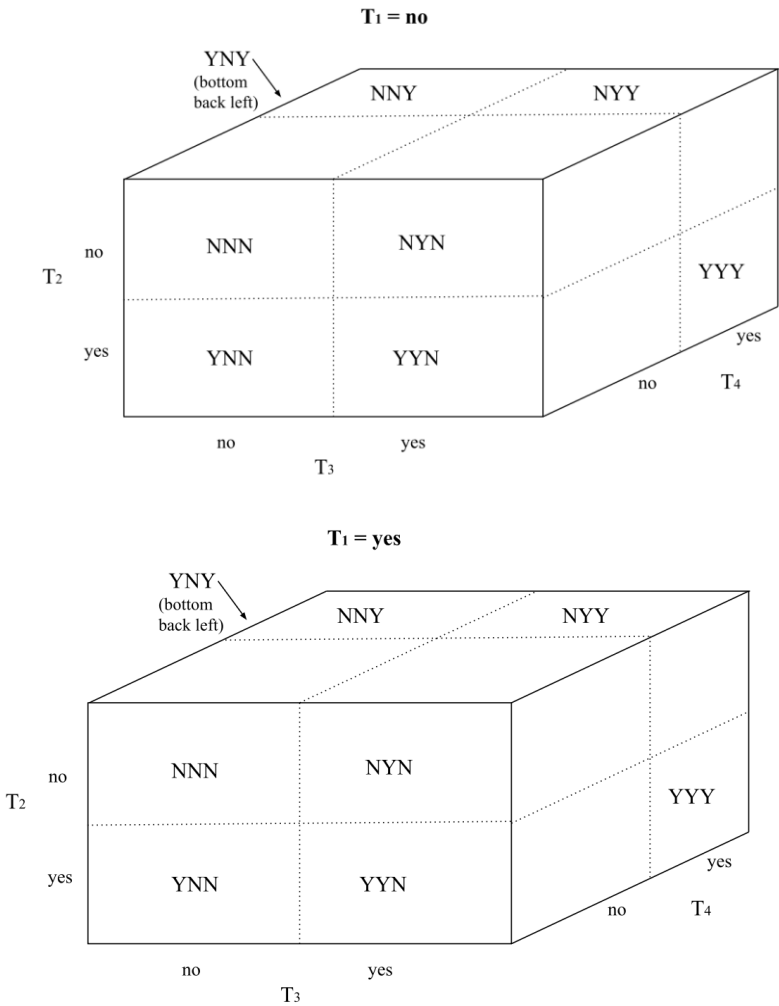 T1 = no
YNY
(bottom
back left)
NNY NYY
no NNN NYN
T2
YYY
yes YNN YYN
yes
no T4
no yes
T3
T1 = yes
YNY
(bottom
back left)
NNY NYY
no NNN NYN
T2
YYY
yes YNN YYN
yes
no T4
no yes
T3